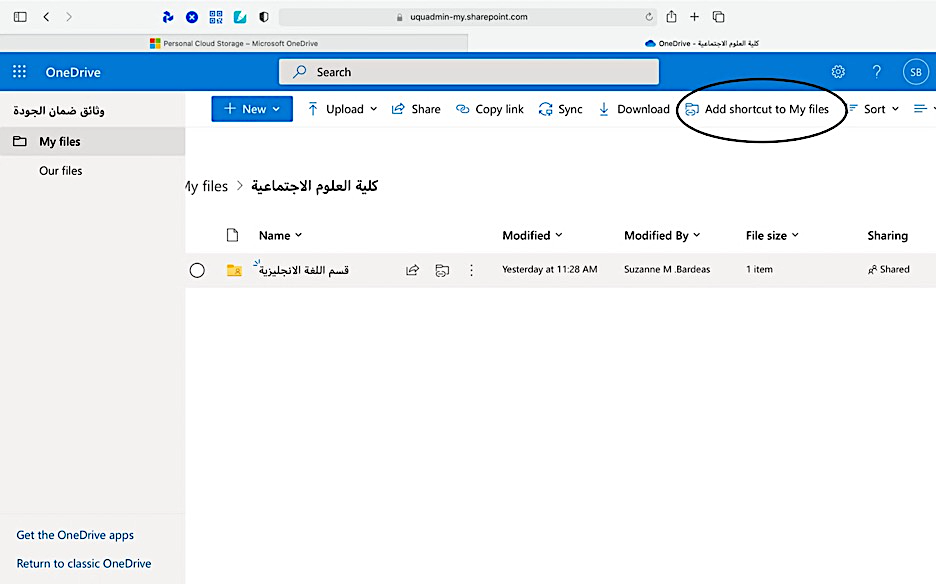 uquadmin-my.sharepoint.com
Personal Cloud Storage – Microsoft OneDrive
كلية العلوم الاجتماعية - OneDrive
OneDrive
Search
SB
وثائق ضمان الجودة
New
Upload
Share
Copy link
Sync
Download
Add shortcut to My files
Sort
My files
Our files
My files > كلية العلوم الاجتماعية
Name
Modified
Modified By
File size
Sharing
قسم اللغة الانجليزية
Yesterday at 11:28 AM
Suzanne M .Bardeas
1 item
Shared
Get the OneDrive apps
Return to classic OneDrive